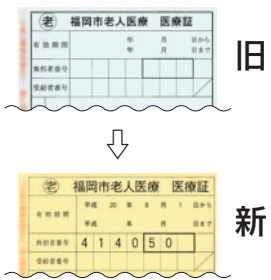 老 福岡市老人医療 医療証
有効期間 年 月 日から
年 月 日まで
負担者番号
受給者番号
旧
老 福岡市老人医療 医療証
有効期間 平成 20 年 8 月 1 日から
平成 年 月 日まで
負担者番号 4 1 4 0 5 0
受給者番号
新